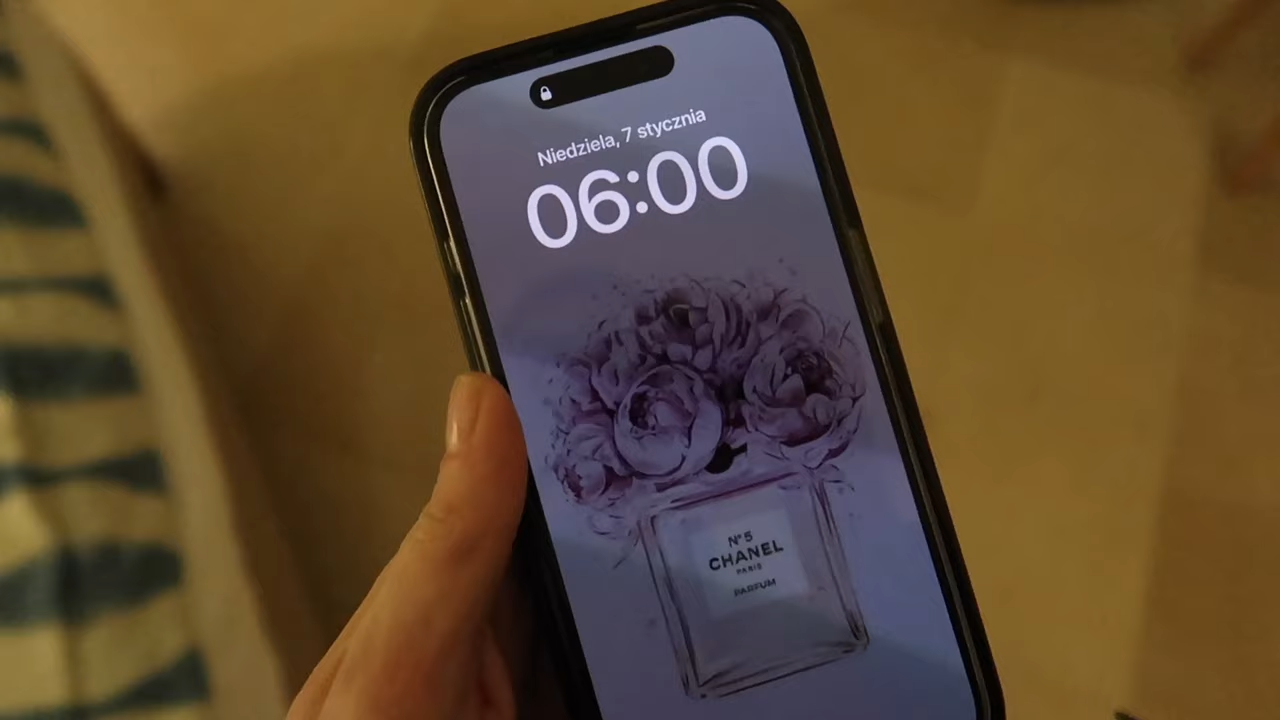 Niedziela, 7 stycznia
06:00
N°5
CHANEL
PARIS
PARFUM